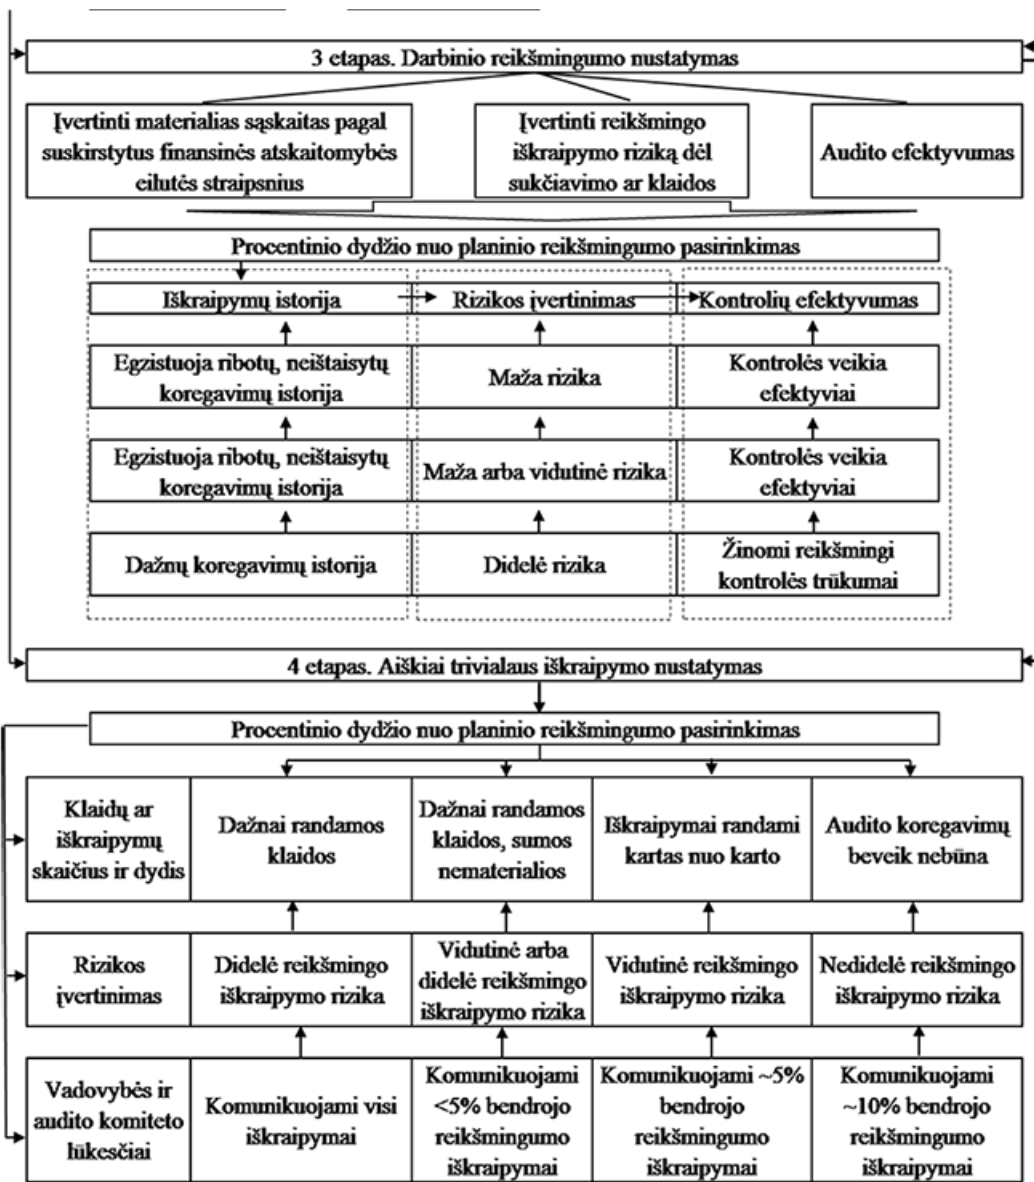 3 etapas. Darbinio reikšmingumo nustatymas
Įvertinti materialias sąskaitas pagal
suskirstytus finansinės atskaitomybės
eilutės straipsnius
Įvertinti reikšmingo
iškraipymo riziką dėl
sukčiavimo ar klaidos
Audito efektyvumas
Procentinio dydžio nuo planinio reikšmingumo pasirinkimas
Iškraipymų istorija
Rizikos įvertinimas
Kontrolių efektyvumas
Egzistuoja ribotų, neištaisytų
koregavimų istorija
Maža rizika
Kontrolės veikia
efektyviai
Egzistuoja ribotų, neištaisytų
koregavimų istorija
Maža arba vidutinė rizika
Kontrolės veikia
efektyviai
Dažnų koregavimų istorija
Didelė rizika
Žinomi reikšmingi
kontrolės trūkumai
4 etapas. Aiškiai trivialaus iškraipymo nustatymas
Procentinio dydžio nuo planinio reikšmingumo pasirinkimas
Klaidų ar
iškraipymų
skaičius ir dydis
Dažnai randamos
klaidos
Dažnai randamos
klaidos, sumos
nematerialios
Iškraipymai randami
kartas nuo karto
Audito koregavimų
beveik nebūna
Rizikos
įvertinimas
Didelė reikšmingo
iškraipymo rizika
Vidutinė arba
didelė reikšmingo
iškraipymo rizika
Vidutinė reikšmingo
iškraipymo rizika
Nedidelė reikšmingo
iškraipymo rizika
Vadovybės ir
audito komiteto
lūkesčiai
Komunikuojami visi
iškraipymai
Komunikuojami
<5% bendrojo
reikšmingumo
iškraipymai
Komunikuojami ~5%
bendrojo
reikšmingumo
iškraipymai
Komunikuojami
~10% bendrojo
reikšmingumo
iškraipymai